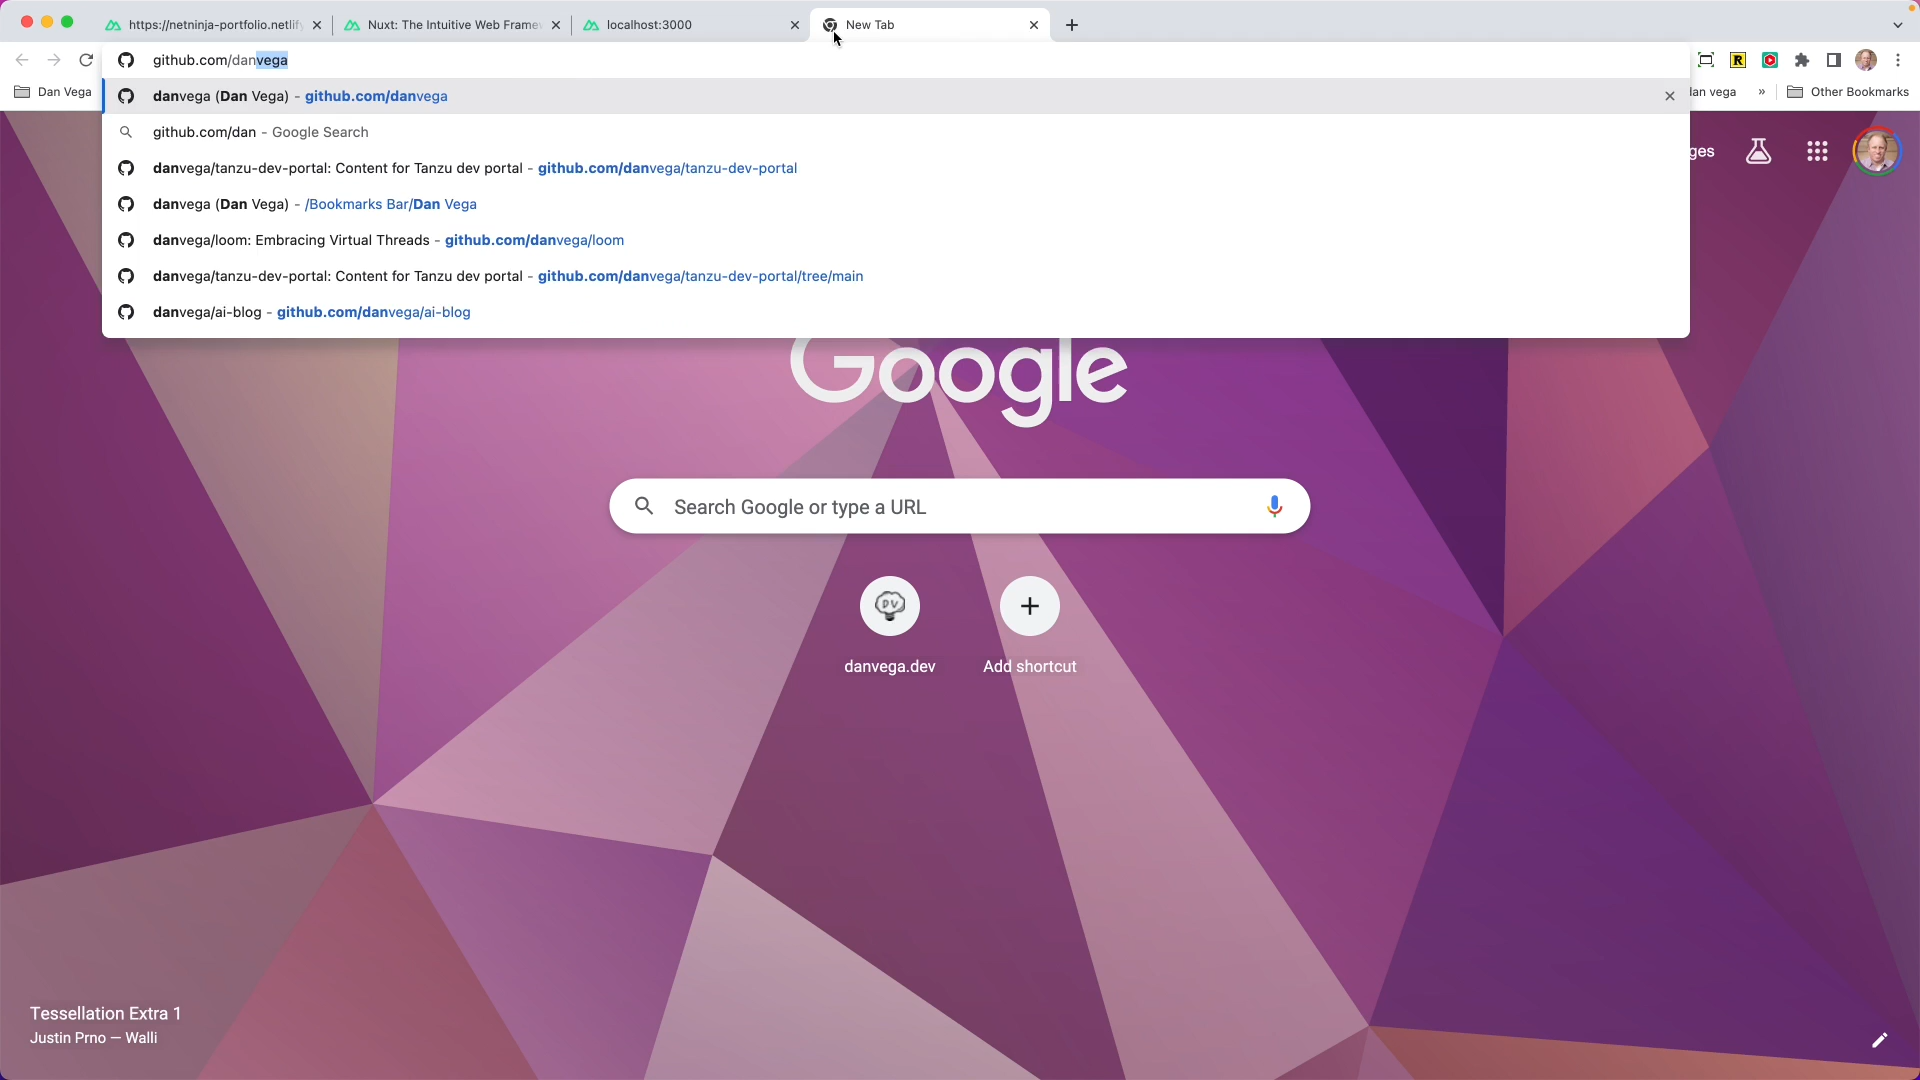 https://netninja-portfolio.netlify
Nuxt: The Intuitive Web Frame
localhost:3000
New Tab
github.com/danvega
Dan Vega
dan vega
»
Other Bookmarks
danvega (Dan Vega) - github.com/danvega
github.com/dan - Google Search
danvega/tanzu-dev-portal: Content for Tanzu dev portal - github.com/danvega/tanzu-dev-portal
danvega (Dan Vega) - /Bookmarks Bar/Dan Vega
danvega/loom: Embracing Virtual Threads - github.com/danvega/loom
danvega/tanzu-dev-portal: Content for Tanzu dev portal - github.com/danvega/tanzu-dev-portal/tree/main
danvega/ai-blog - github.com/danvega/ai-blog
ges
Google
Search Google or type a URL
DV
danvega.dev
Add shortcut
Tessellation Extra 1
Justin Prno — Walli